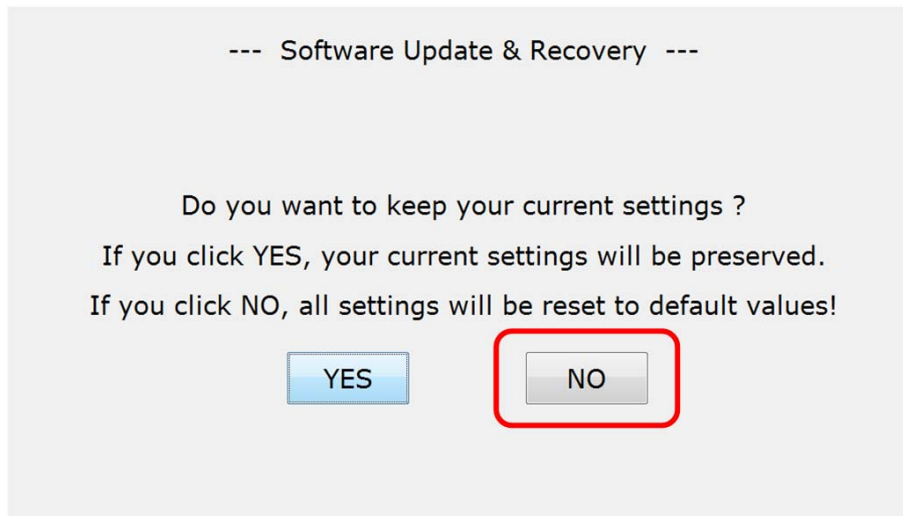 --- Software Update & Recovery ---
Do you want to keep your current settings ?
If you click YES, your current settings will be preserved.
If you click NO, all settings will be reset to default values!
YES NO